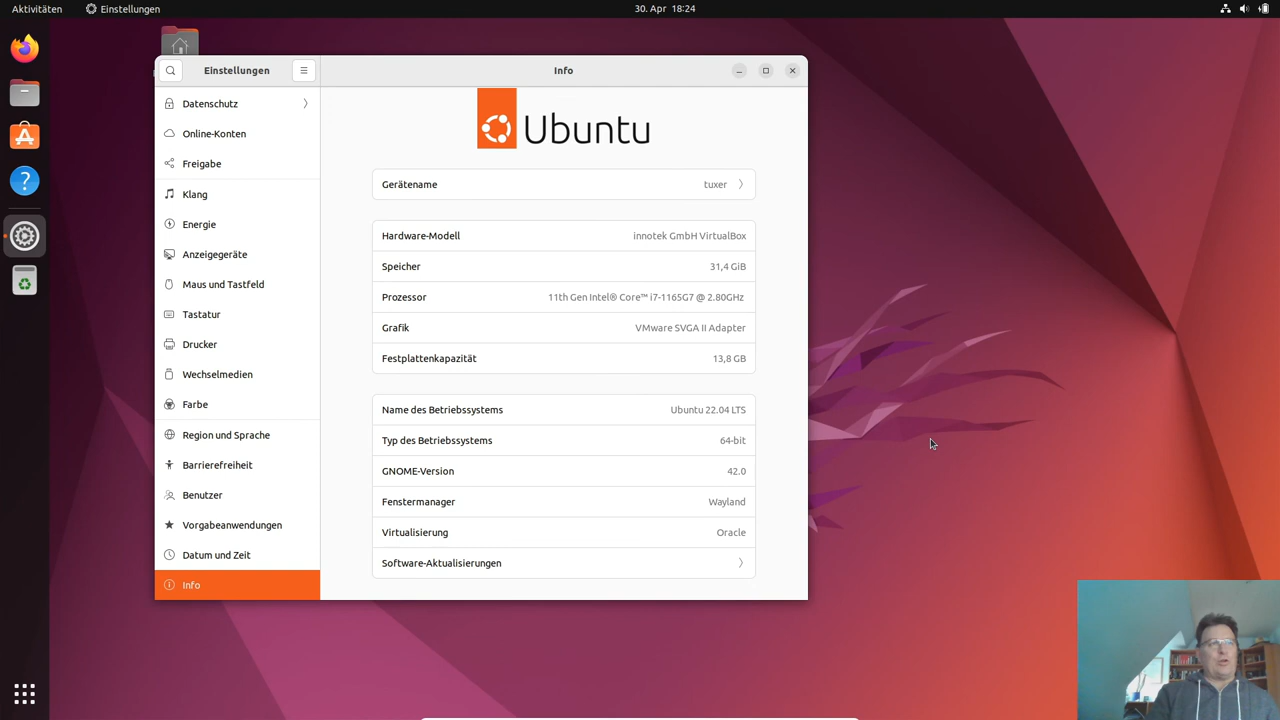 Aktivitäten
Einstellungen
30. Apr 18:24
Einstellungen
Info
Datenschutz
Online-Konten
Freigabe
Klang
Energie
Anzeigegeräte
Maus und Tastfeld
Tastatur
Drucker
Wechselmedien
Farbe
Region und Sprache
Barrierefreiheit
Benutzer
Vorgabeanwendungen
Datum und Zeit
Info
Ubuntu
Gerätename tuxer
Hardware-Modell innotek GmbH VirtualBox
Speicher 31,4 GiB
Prozessor 11th Gen Intel® Core™ i7-1165G7 @ 2.80GHz
Grafik VMware SVGA II Adapter
Festplattenkapazität 13,8 GB
Name des Betriebssystems Ubuntu 22.04 LTS
Typ des Betriebssystems 64-bit
GNOME-Version 42.0
Fenstermanager Wayland
Virtualisierung Oracle
Software-Aktualisierungen